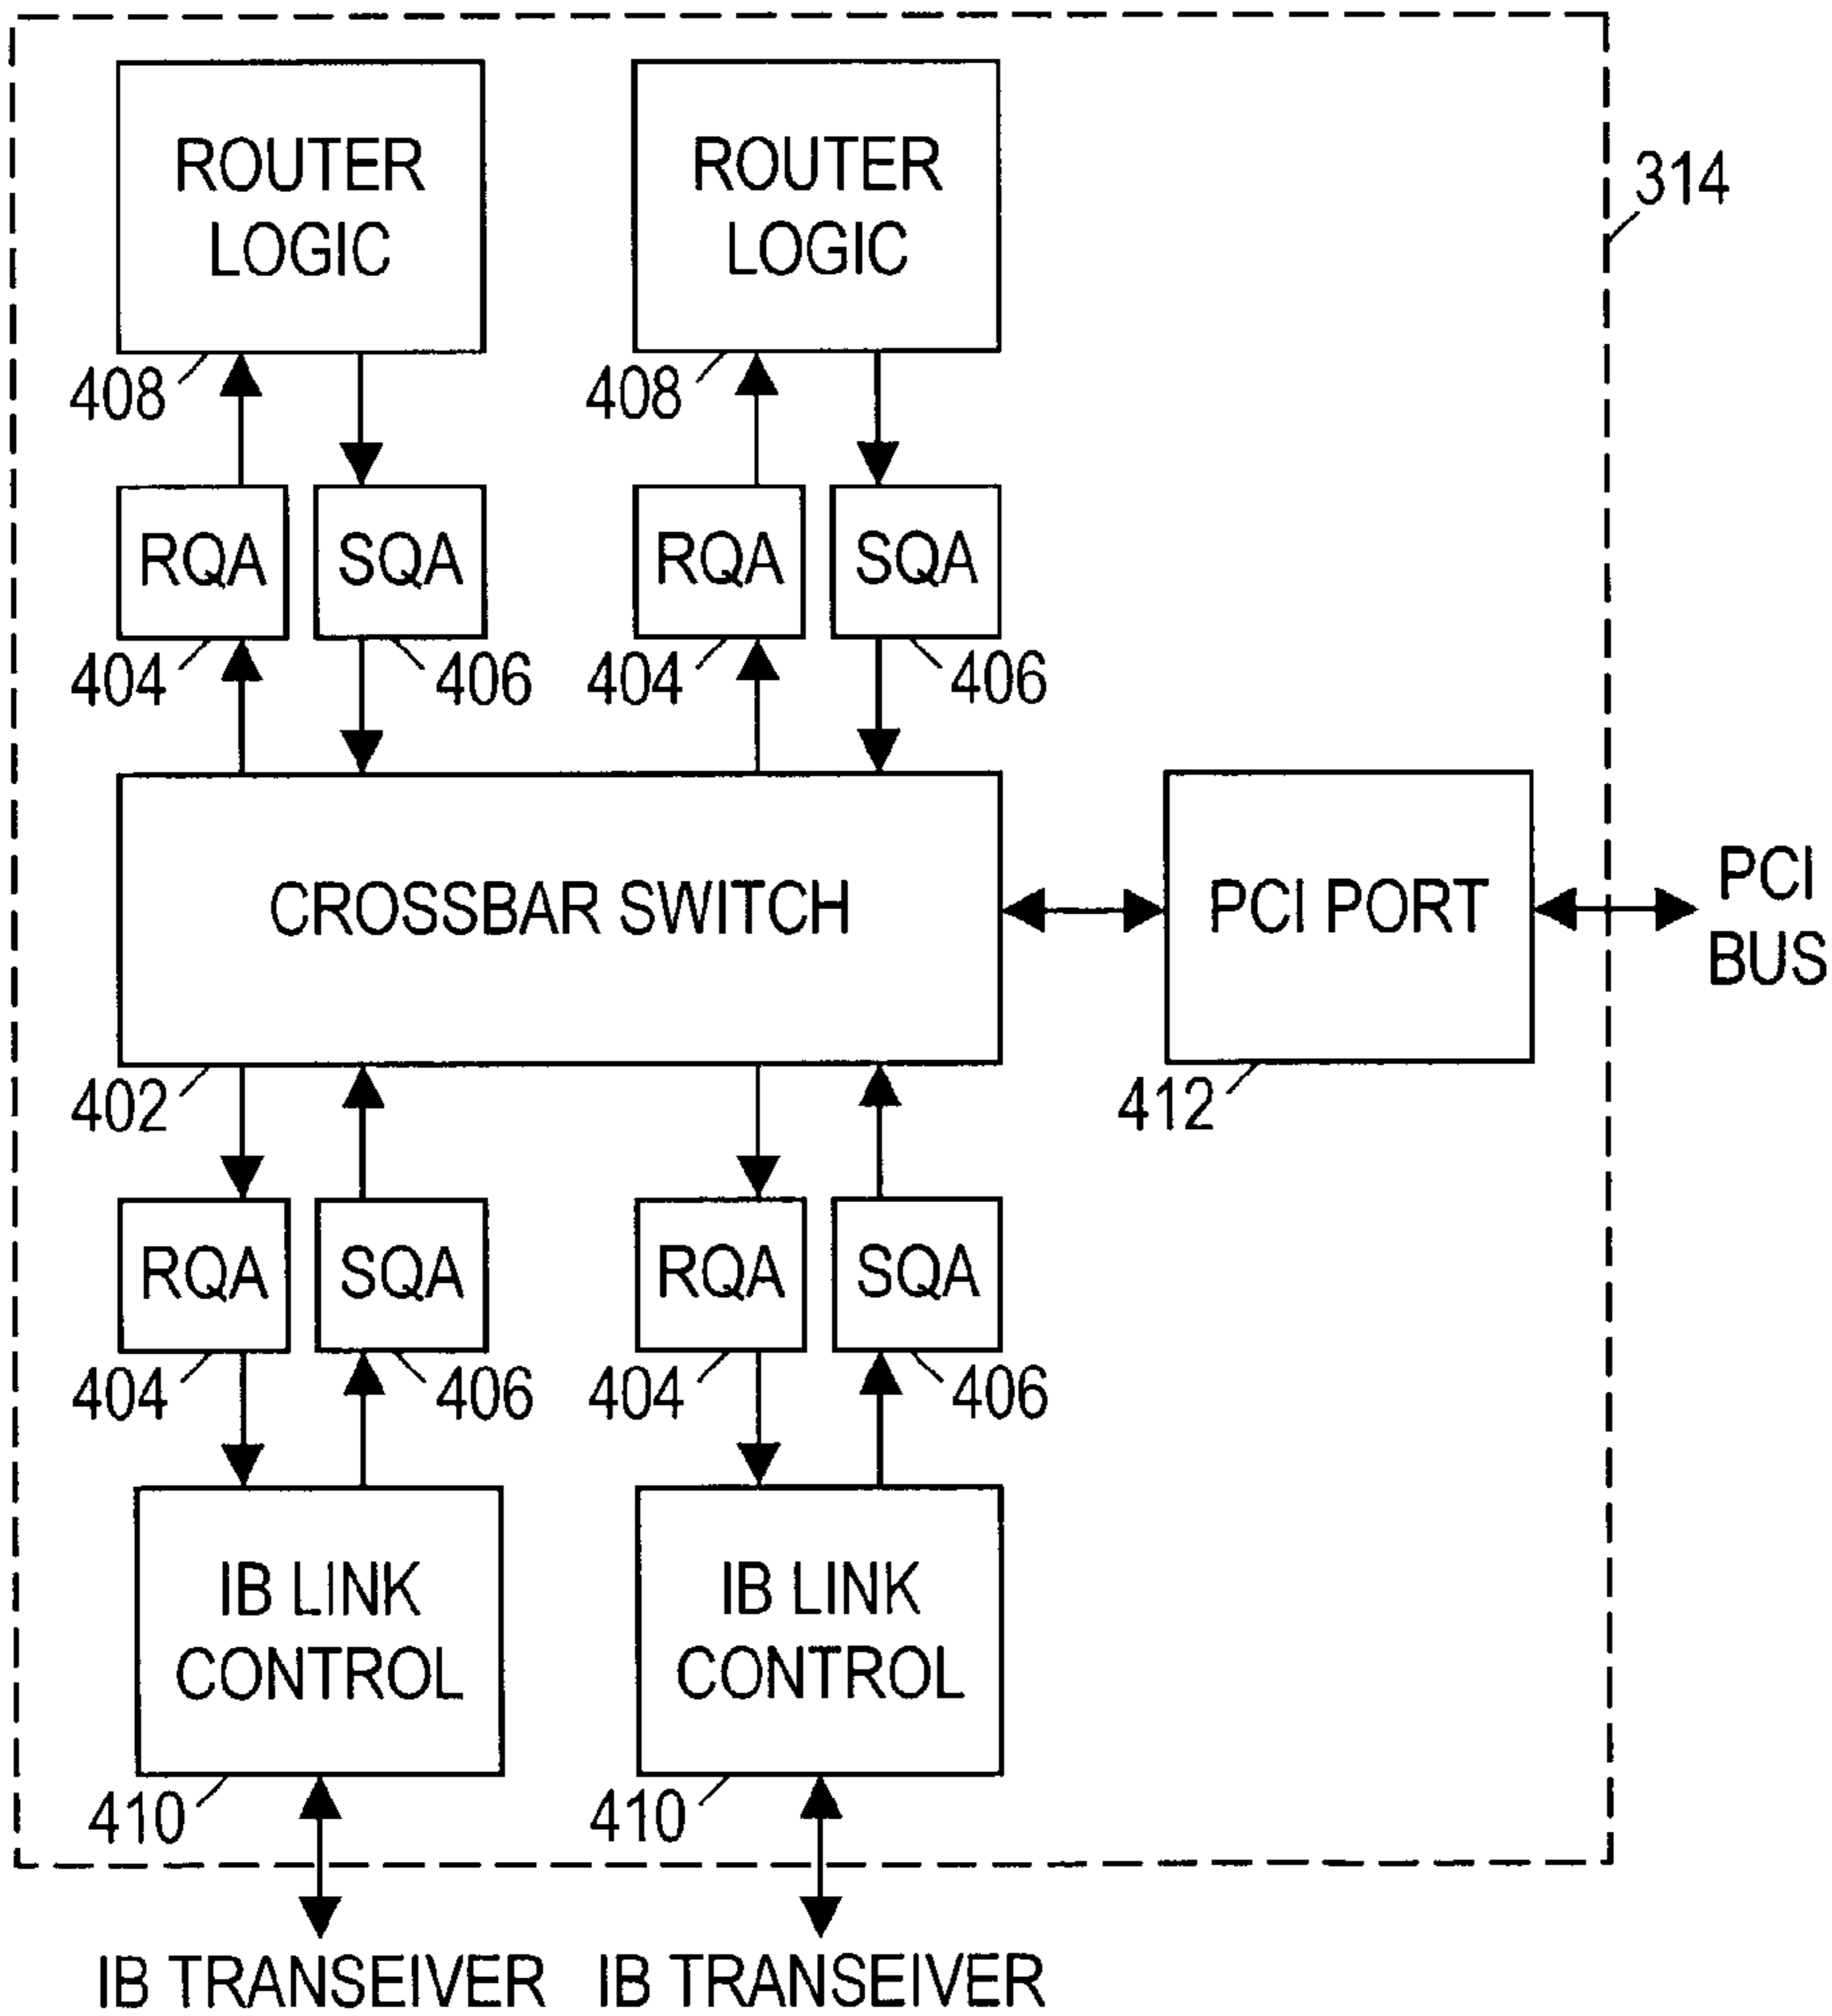 ROUTER LOGIC
ROUTER LOGIC
314
408
408
RQA
SQA
RQA
SQA
404
406
404
406
CROSSBAR SWITCH
PCI PORT
PCI BUS
402
412
RQA
SQA
RQA
SQA
404
406
404
406
IB LINK CONTROL
IB LINK CONTROL
410
410
IB TRANSEIVER
IB TRANSEIVER